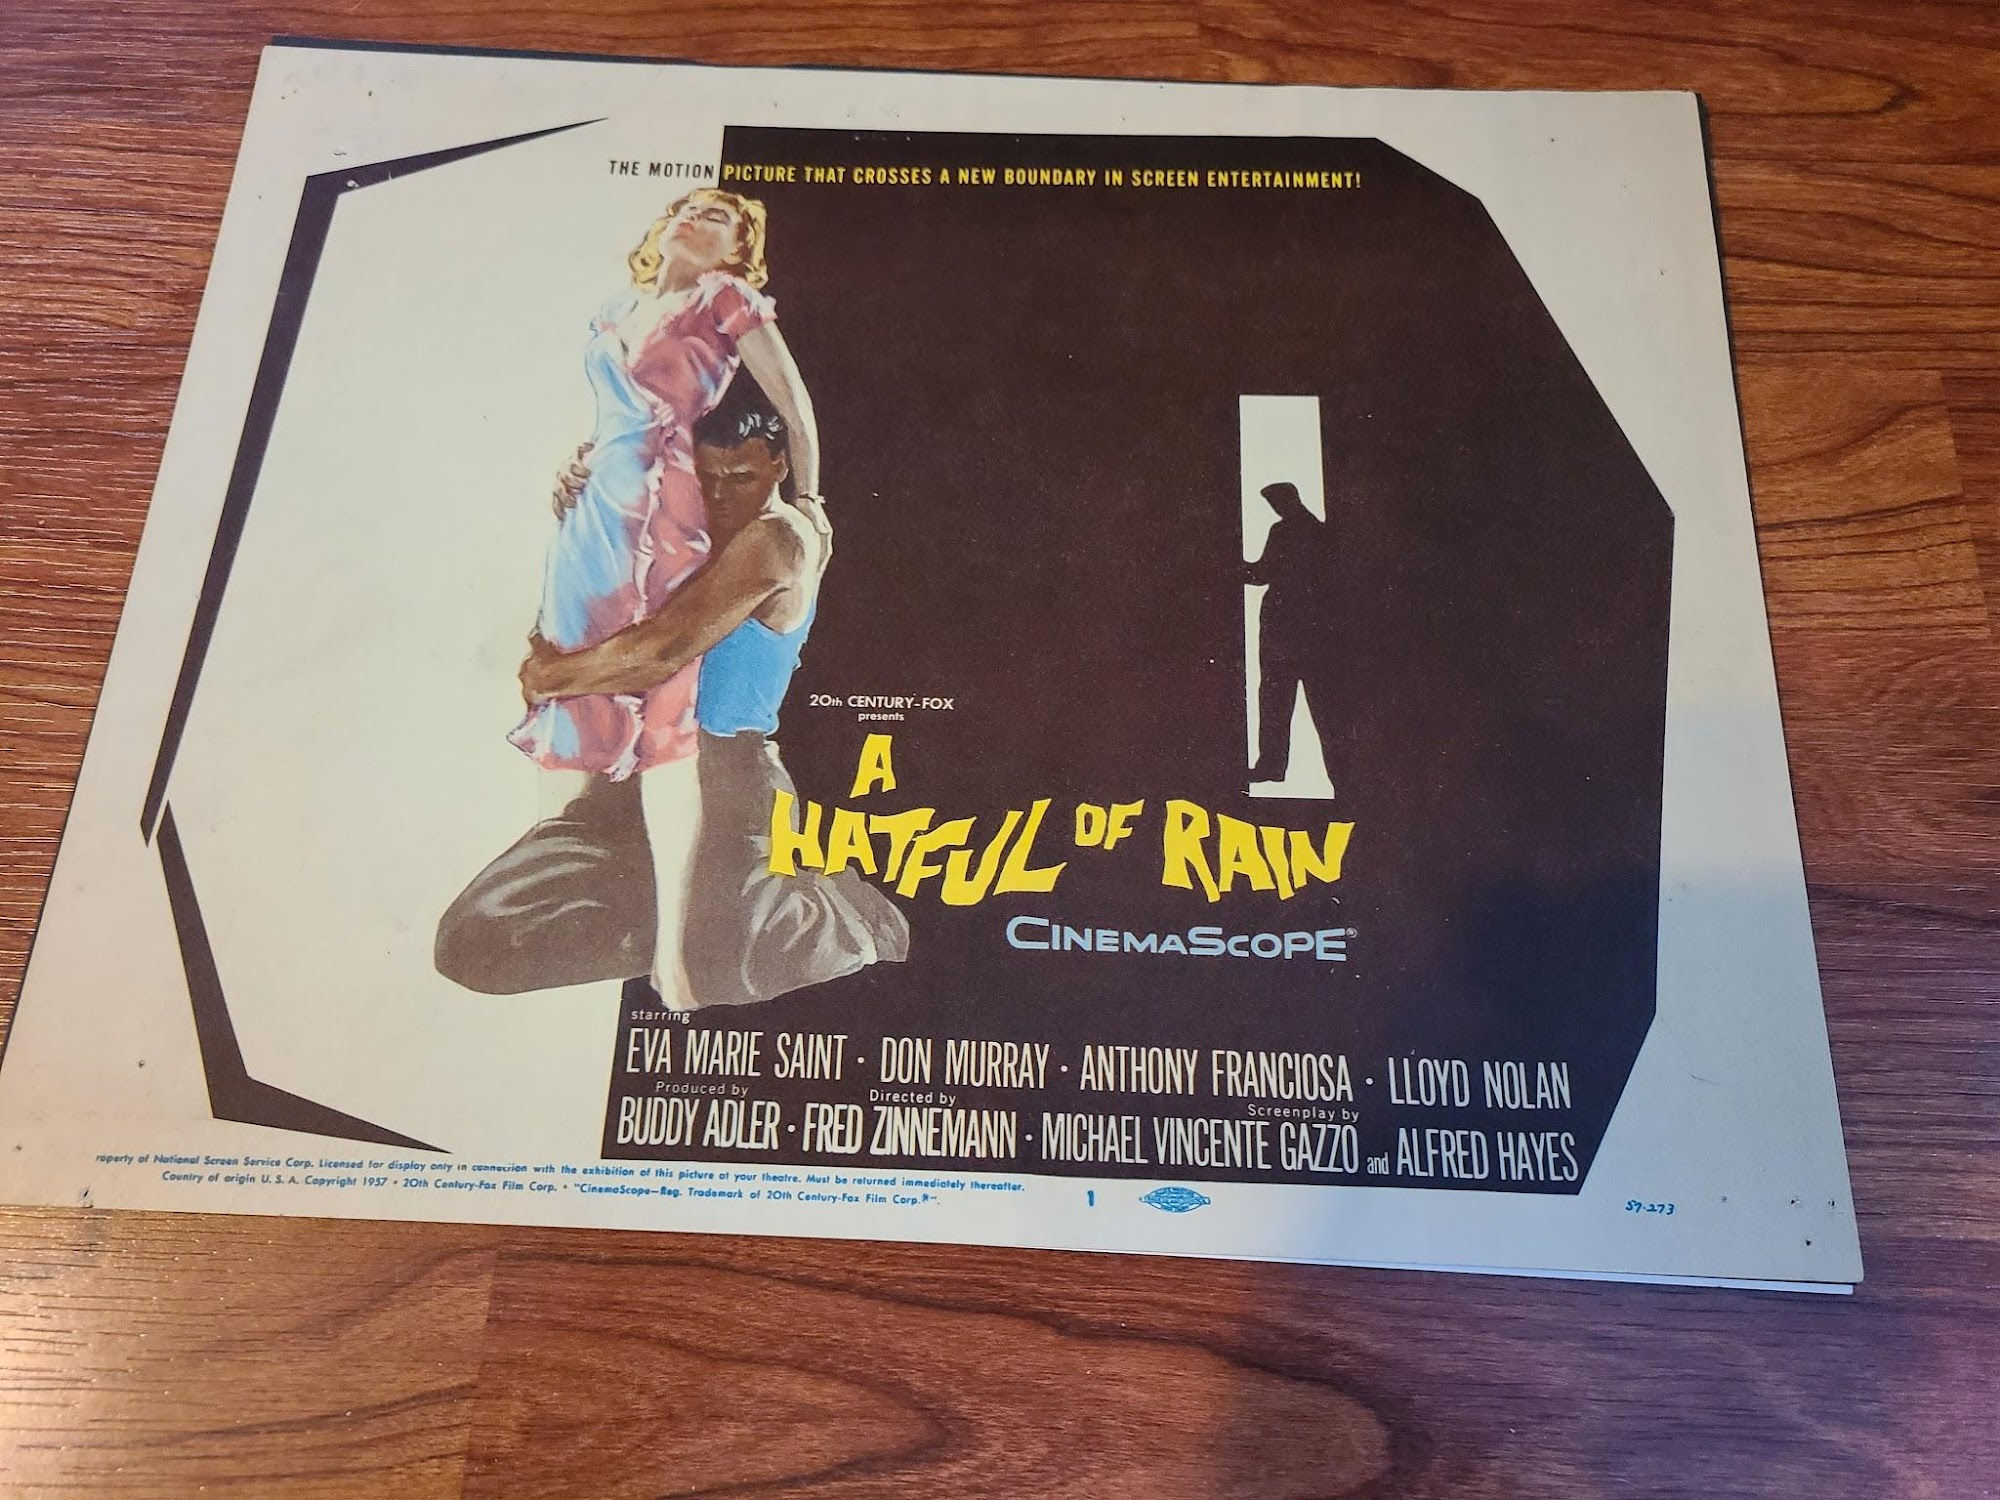 THE MOTION PICTURE THAT CROSSES A NEW BOUNDARY IN SCREEN ENTERTAINMENT!
20th CENTURY-FOX
presents
A
HATFUL OF RAIN
CINEMASCOPE®
starring
EVA MARIE SAINT · DON MURRAY · ANTHONY FRANCIOSA · LLOYD NOLAN
Produced by Directed by Screenplay by
BUDDY ADLER · FRED ZINNEMANN · MICHAEL VINCENTE GAZZO and ALFRED HAYES
roperty of National Screen Service Corp. Licensed for display only in connection with the exhibition of this picture at your theatre. Must be returned immediately thereafter.
Country of origin U. S. A. Copyright 1957 • 20th Century-Fox Film Corp. • "CinemaScope—Reg. Trademark of 20th Century-Fox Film Corp.®".
1
57-273